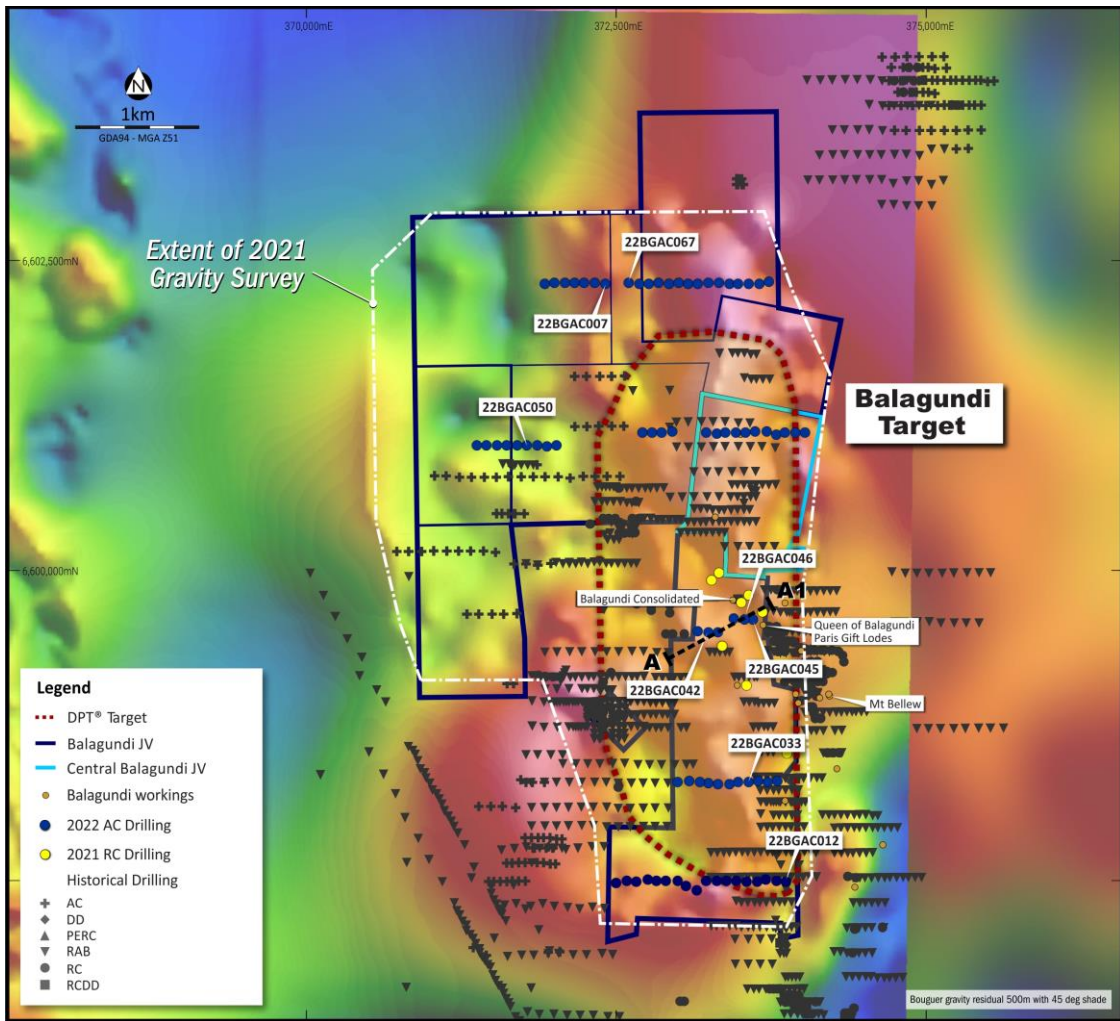 370,000mE
372,500mE
375,000mE
N
1km
GDA94 - MGA Z51
Extent of 2021
Gravity Survey
6,602,500mN
22BGAC067
22BGAC007
22BGAC050
Balagundi
Target
6,600,000mN
22BGAC046
Balagundi Consolidated
A1
Queen of Balagundi
Paris Gift Lodes
A
22BGAC045
22BGAC042
Mt Bellew
22BGAC033
22BGAC012
Legend
DPT® Target
Balagundi JV
Central Balagundi JV
Balagundi workings
2022 AC Drilling
2021 RC Drilling
Historical Drilling
AC
DD
PERC
RAB
RC
RCDD
Bouguer gravity residual 500m with 45 deg shade